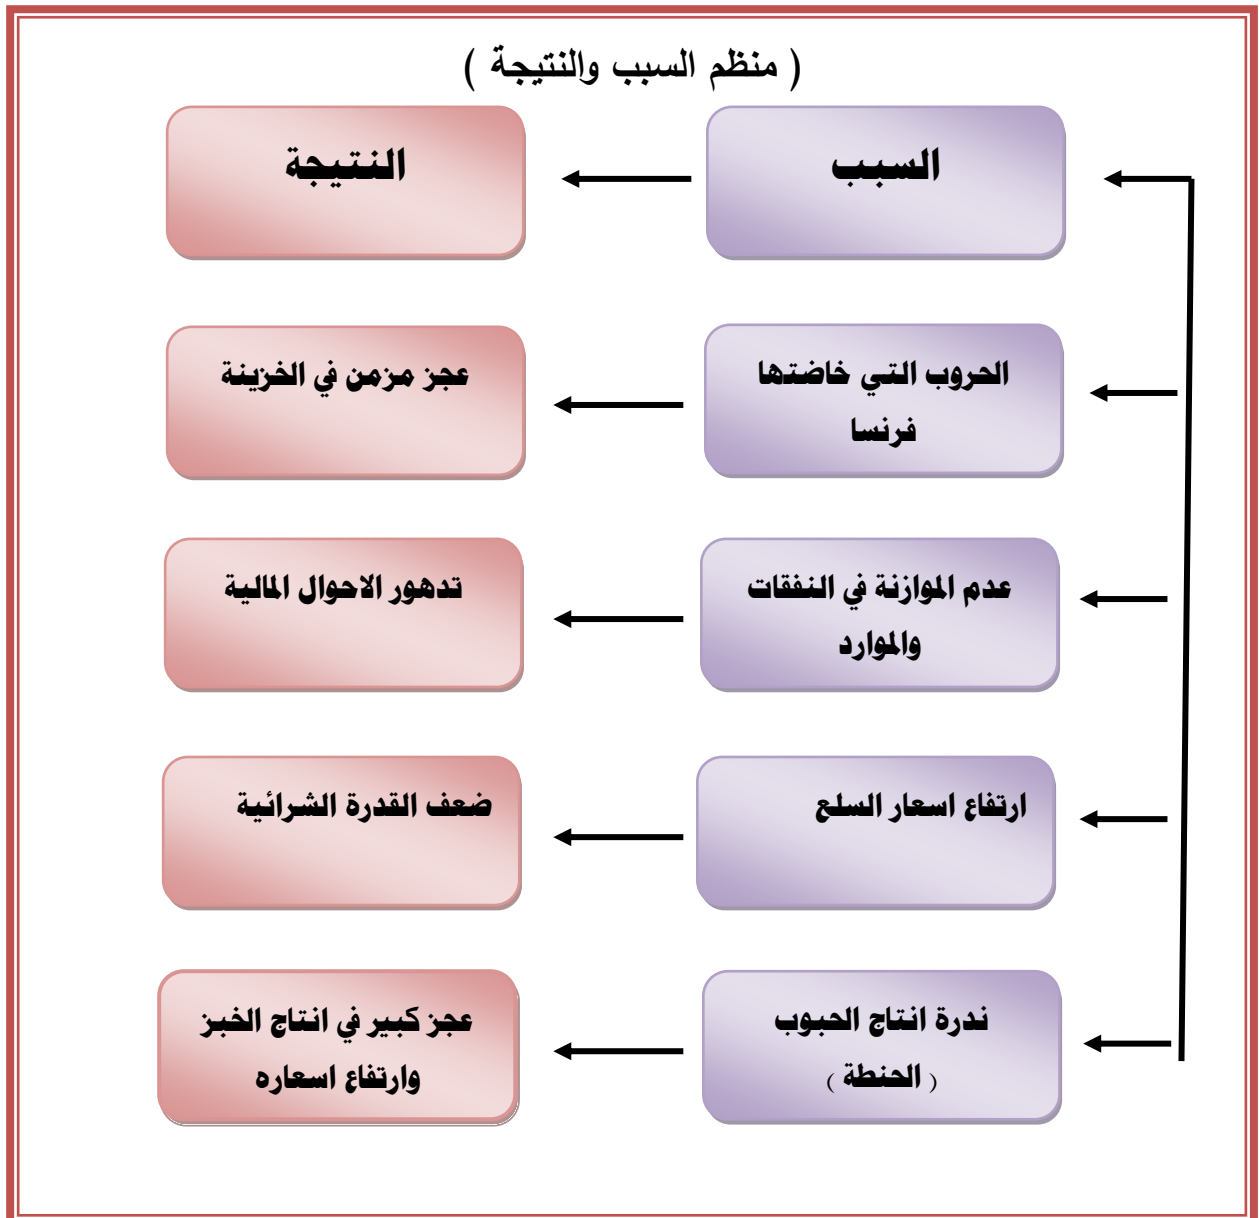 ( منظم السبب والنتيجة )
السبب
النتيجة
الحروب التي خاضتها
فرنسا
عجز مزمن في الخزينة
عدم الموازنة في النفقات
والموارد
تدهور الاحوال المالية
ارتفاع اسعار السلع
ضعف القدرة الشرائية
ندرة انتاج الحبوب
( الحنطة )
عجز كبير في انتاج الخبز
وارتفاع اسعاره